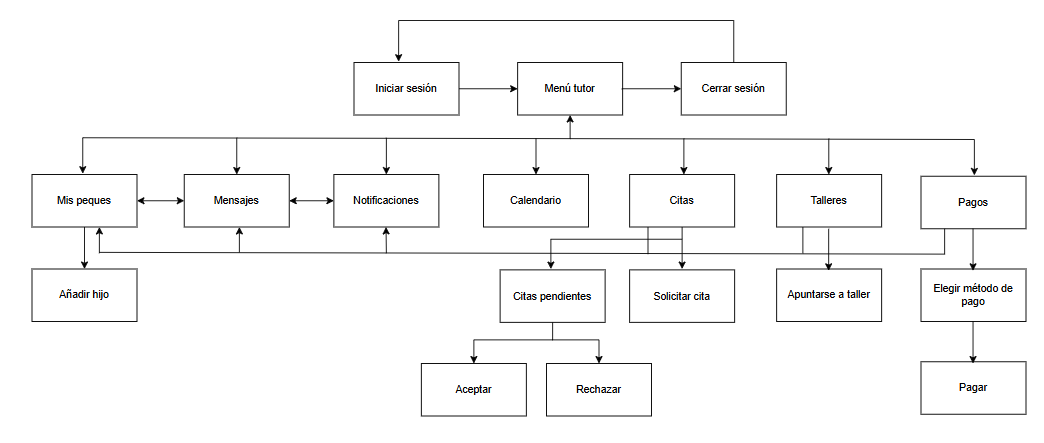 Iniciar sesión
Menú tutor
Cerrar sesión
Mis peques
Mensajes
Notificaciones
Calendario
Citas
Talleres
Pagos
Añadir hijo
Citas pendientes
Solicitar cita
Apuntarse a taller
Elegir método de
pago
Aceptar
Rechazar
Pagar